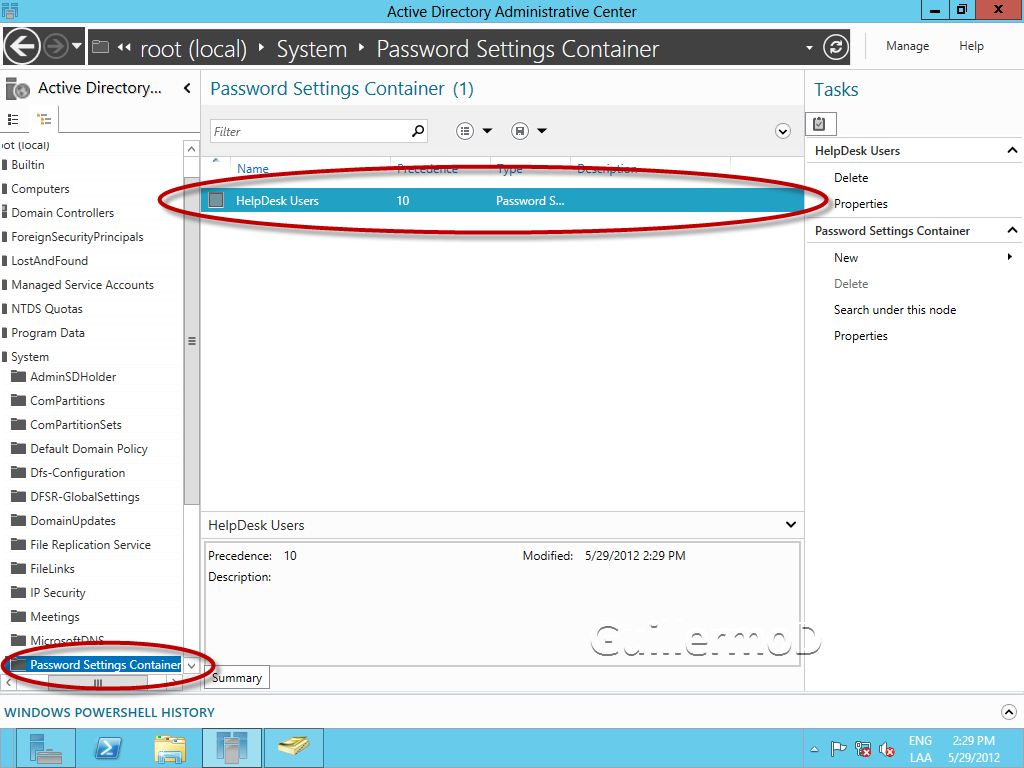 Active Directory Administrative Center
root (local) System Password Settings Container
Manage Help
Active Directory...
ot (local)
Builtin
Computers
Domain Controllers
ForeignSecurityPrincipals
LostAndFound
Managed Service Accounts
NTDS Quotas
Program Data
System
AdminSDHolder
ComPartitions
ComPartitionSets
Default Domain Policy
Dfs-Configuration
DFSR-GlobalSettings
DomainUpdates
File Replication Service
FileLinks
IP Security
Meetings
MicrosoftDNS
Password Settings Container
Password Settings Container (1)
Filter
Name Precedence Type Description
HelpDesk Users 10 Password S...
HelpDesk Users
Precedence: 10 Modified: 5/29/2012 2:29 PM
Description:
GuillermoD
Summary
Tasks
HelpDesk Users
Delete
Properties
Password Settings Container
New
Delete
Search under this node
Properties
WINDOWS POWERSHELL HISTORY
ENG 2:29 PM
LAA 5/29/2012